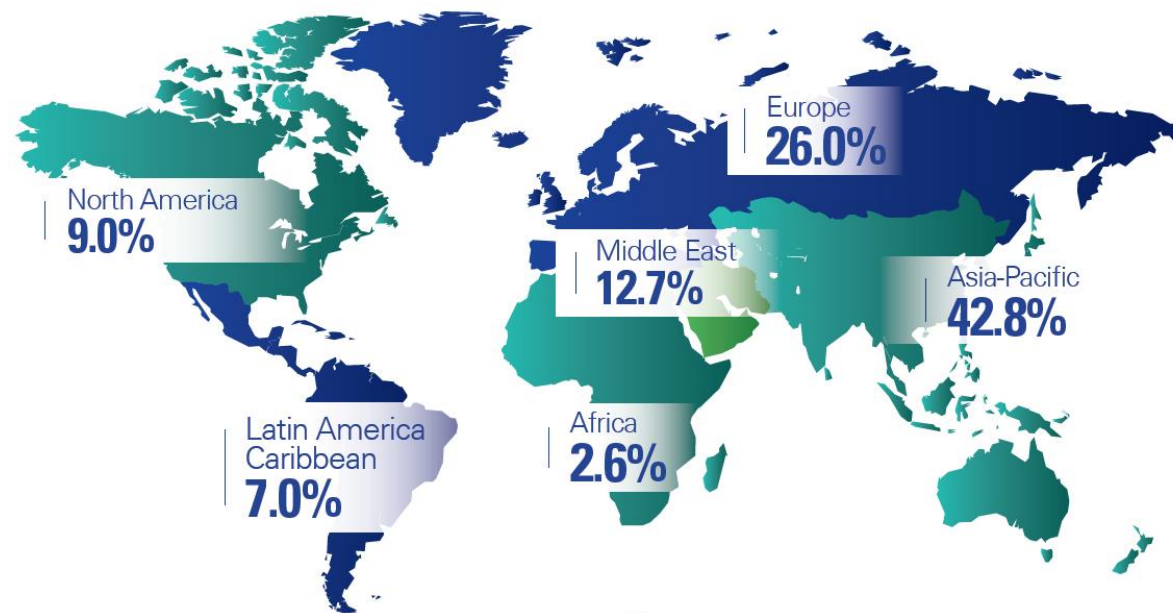 Europe
26.0%
North America
9.0%
Middle East
12.7%
Asia-Pacific
42.8%
Latin America
Caribbean
7.0%
Africa
2.6%